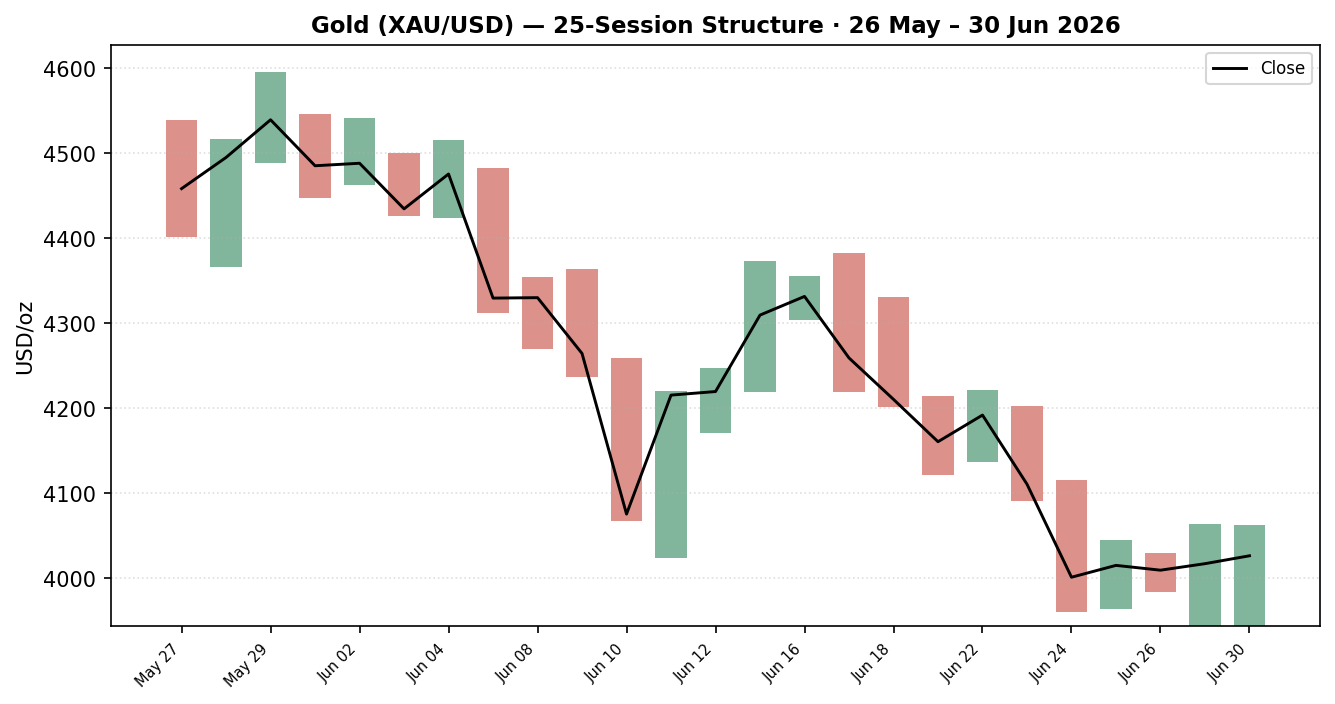 Gold (XAU/USD) — 25-Session Structure · 26 May – 30 Jun 2026
Close
USD/oz
4600
4500
4400
4300
4200
4100
4000
May 27
May 29
Jun 02
Jun 04
Jun 08
Jun 10
Jun 12
Jun 16
Jun 18
Jun 22
Jun 24
Jun 26
Jun 30